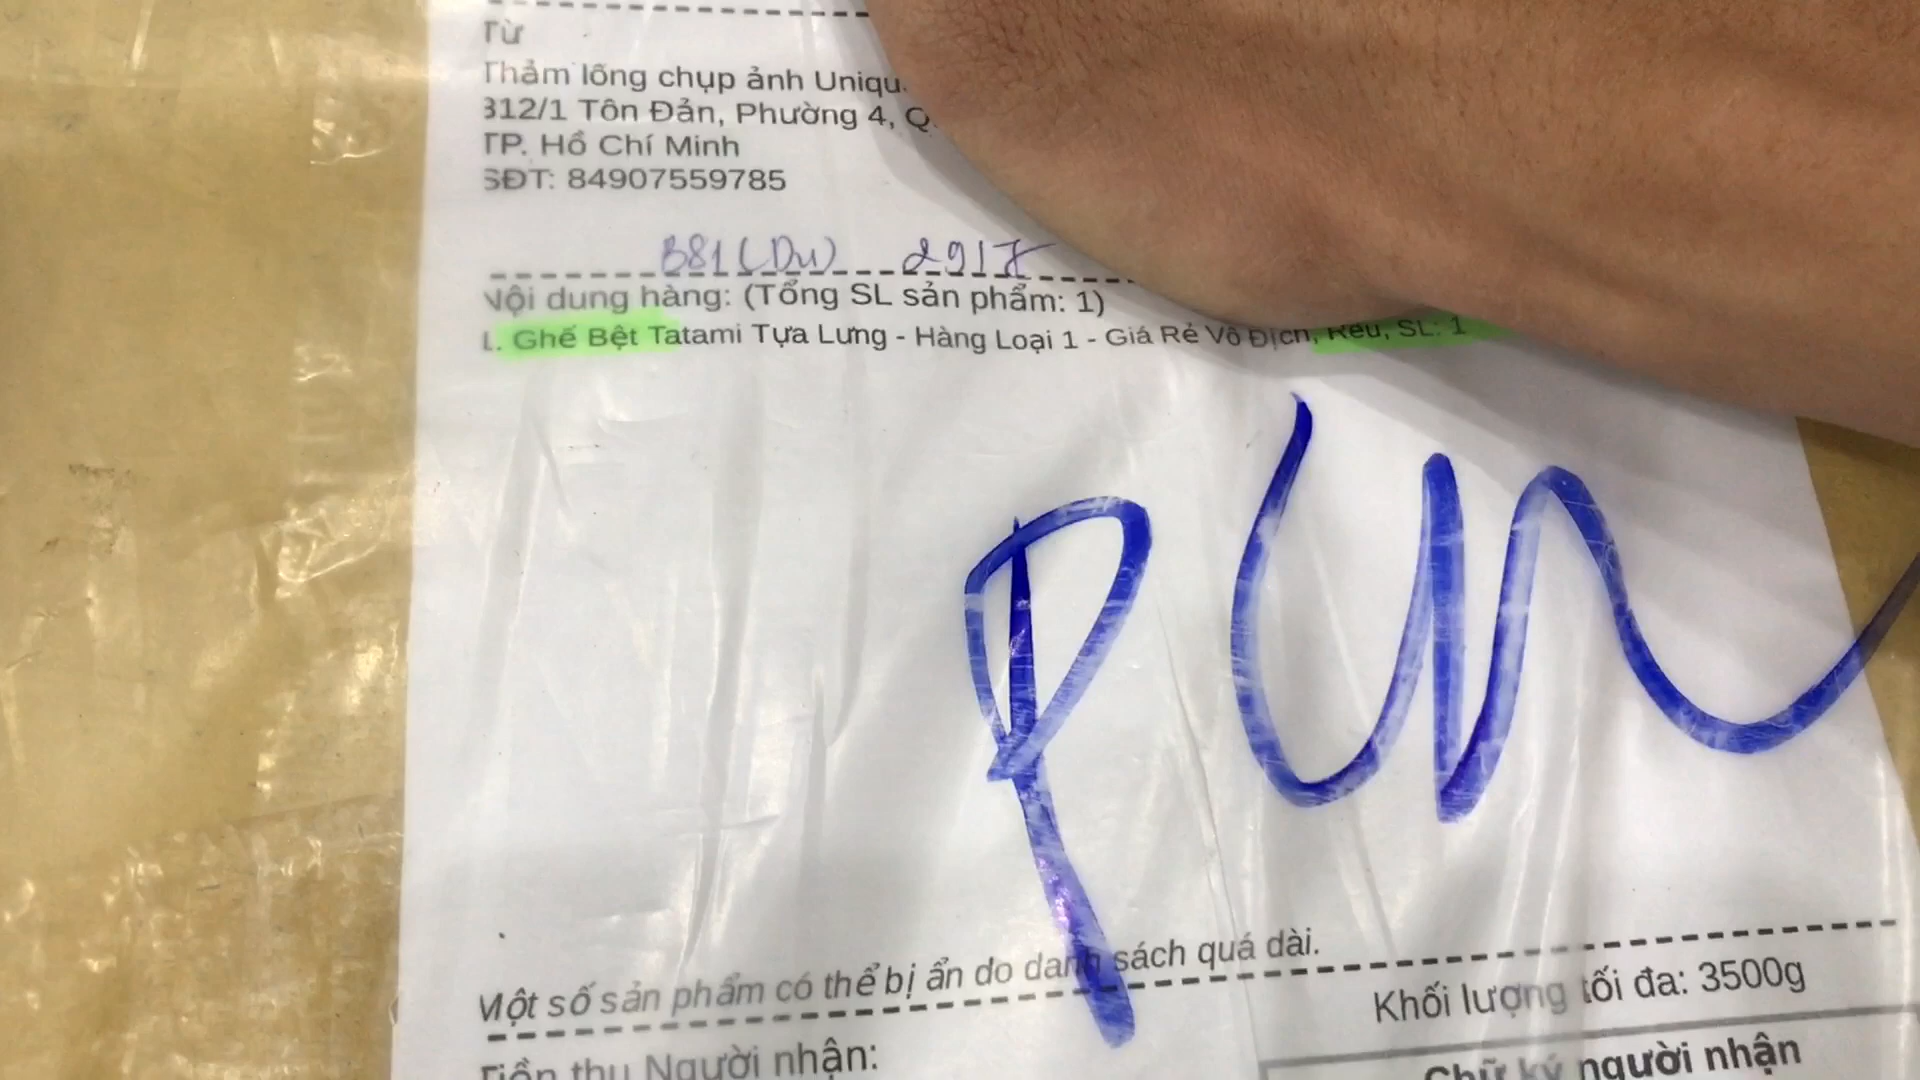 Từ
Thảm lông chụp ảnh Uniqu
312/1 Tôn Đản, Phường 4, Q.
TP. Hồ Chí Minh
SĐT: 84907559785
B81 (Du) 2917
Nội dung hàng: (Tổng SL sản phẩm: 1)
1. Ghế Bệt Tatami Tựa Lưng - Hàng Loại 1 - Giá Rẻ Vô Địch, Rêu, SL: 1
Một số sản phẩm có thể bị ẩn do danh sách quá dài.
Khối lượng tối đa: 3500g
Tiền thu Người nhận:
Chữ ký người nhận